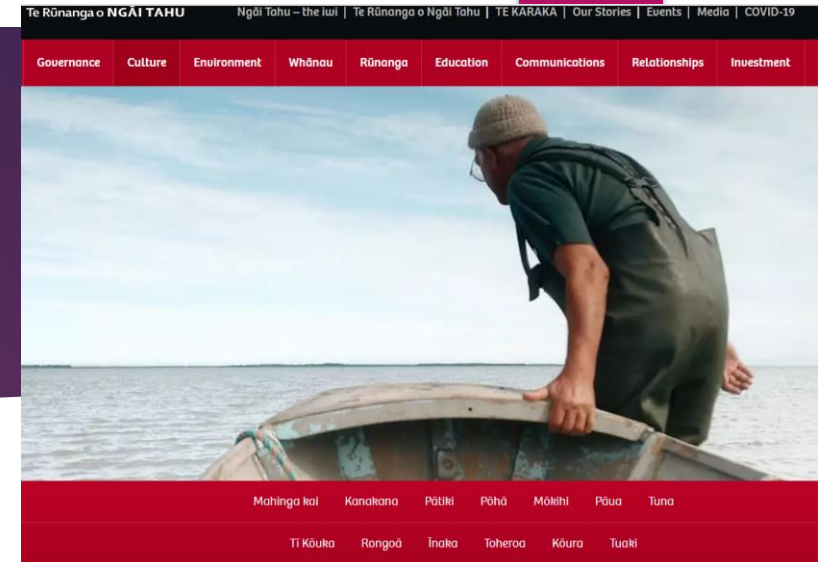 Te Rūnanga o NGĀI TAHU Ngāi Tahu – the iwi | Te Rūnanga o Ngāi Tahu | TE KARAKA | Our Stories | Events | Media | COVID-19
Governance Culture Environment Whānau Rūnanga Education Communications Relationships Investment
Mahinga kai Kanakana Pātiki Pōhā Mōkihi Pāua Tuna
Tī Kōuka Rongoā Īnaka Toheroa Kōura Tuaki